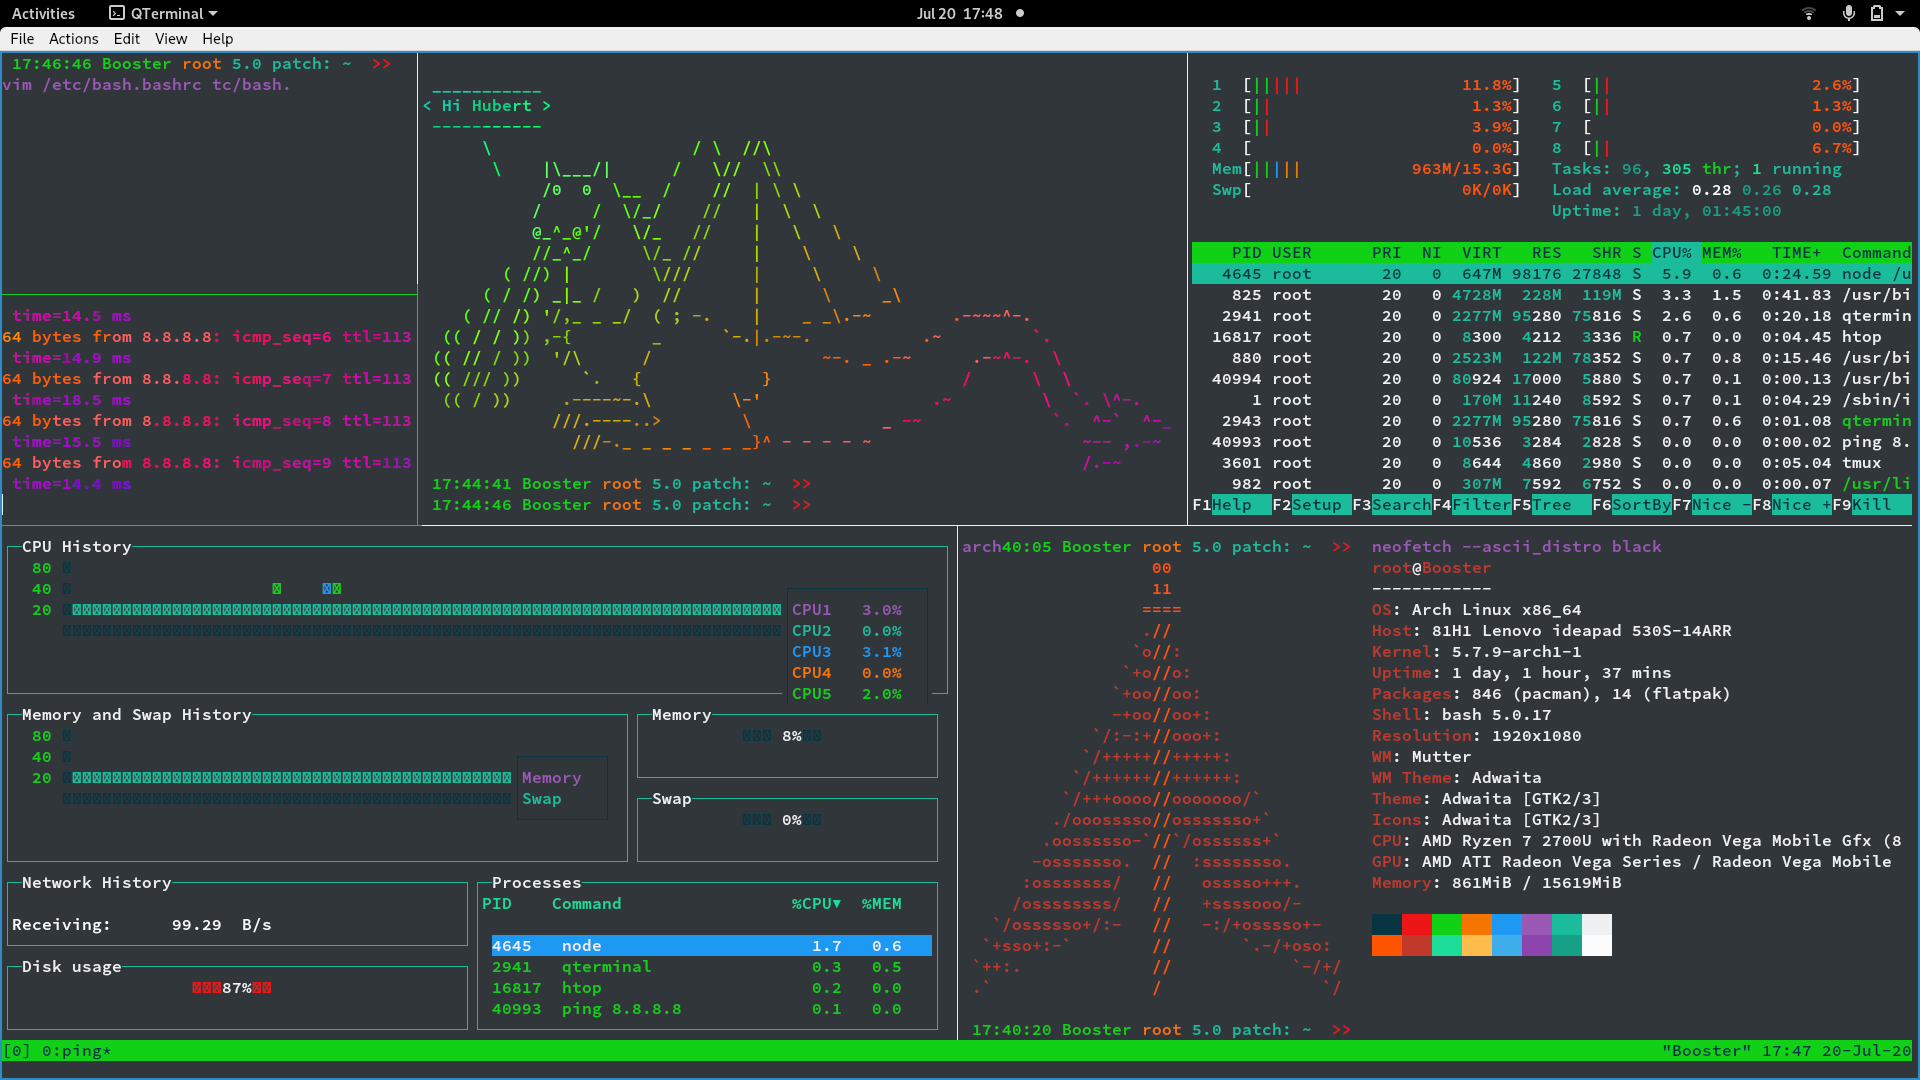 Activities QTerminal Jul 20 17:48
File Actions Edit View Help
17:46:46 Booster root 5.0 patch: ~ >>
vim /etc/bash.bashrc tc/bash.
time=14.5 ms
64 bytes from 8.8.8.8: icmp_seq=6 ttl=113
time=14.9 ms
64 bytes from 8.8.8.8: icmp_seq=7 ttl=113
time=18.5 ms
64 bytes from 8.8.8.8: icmp_seq=8 ttl=113
time=15.5 ms
64 bytes from 8.8.8.8: icmp_seq=9 ttl=113
time=14.4 ms
< Hi Hubert >
17:44:41 Booster root 5.0 patch: ~ >>
17:44:46 Booster root 5.0 patch: ~ >>
1 [||||| 11.8%] 5 [|| 2.6%]
2 [|| 1.3%] 6 [|| 1.3%]
3 [|| 3.9%] 7 [ 0.0%]
4 [ 0.0%] 8 [|| 6.7%]
Mem[||||| 963M/15.3G] Tasks: 96, 305 thr; 1 running
Swp[ 0K/0K] Load average: 0.28 0.26 0.28
Uptime: 1 day, 01:45:00
PID USER PRI NI VIRT RES SHR S CPU% MEM% TIME+ Command
4645 root 20 0 647M 98176 27848 S 5.9 0.6 0:24.59 node /u
825 root 20 0 4728M 228M 119M S 3.3 1.5 0:41.83 /usr/bi
2941 root 20 0 2277M 95280 75816 S 2.6 0.6 0:20.18 qtermin
16817 root 20 0 8300 4212 3336 R 0.7 0.0 0:04.45 htop
880 root 20 0 2523M 122M 78352 S 0.7 0.8 0:15.46 /usr/bi
40994 root 20 0 80924 17000 5880 S 0.7 0.1 0:00.13 /usr/bi
1 root 20 0 170M 11240 8592 S 0.7 0.1 0:04.29 /sbin/i
2943 root 20 0 2277M 95280 75816 S 0.7 0.6 0:01.08 qtermin
40993 root 20 0 10536 3284 2828 S 0.0 0.0 0:00.02 ping 8.
3601 root 20 0 8644 4860 2980 S 0.0 0.0 0:05.04 tmux
982 root 20 0 307M 7592 6752 S 0.0 0.0 0:00.07 /usr/li
F1Help F2Setup F3SearchF4FilterF5Tree F6SortByF7Nice -F8Nice +F9Kill
CPU History
80
40
20
CPU1 3.0%
CPU2 0.0%
CPU3 3.1%
CPU4 0.0%
CPU5 2.0%
Memory and Swap History
80
40
20
Memory
Swap
Memory
8%
Swap
0%
Network History
Receiving: 99.29 B/s
Disk usage
87%
Processes
PID Command %CPU▼ %MEM
4645 node 1.7 0.6
2941 qterminal 0.3 0.5
16817 htop 0.2 0.0
40993 ping 8.8.8.8 0.1 0.0
arch40:05 Booster root 5.0 patch: ~ >> neofetch --ascii_distro black
root@Booster
------------
OS: Arch Linux x86_64
Host: 81H1 Lenovo ideapad 530S-14ARR
Kernel: 5.7.9-arch1-1
Uptime: 1 day, 1 hour, 37 mins
Packages: 846 (pacman), 14 (flatpak)
Shell: bash 5.0.17
Resolution: 1920x1080
WM: Mutter
WM Theme: Adwaita
Theme: Adwaita [GTK2/3]
Icons: Adwaita [GTK2/3]
CPU: AMD Ryzen 7 2700U with Radeon Vega Mobile Gfx (8
GPU: AMD ATI Radeon Vega Series / Radeon Vega Mobile
Memory: 861MiB / 15619MiB
17:40:20 Booster root 5.0 patch: ~ >>
[0] 0:ping* "Booster" 17:47 20-Jul-20